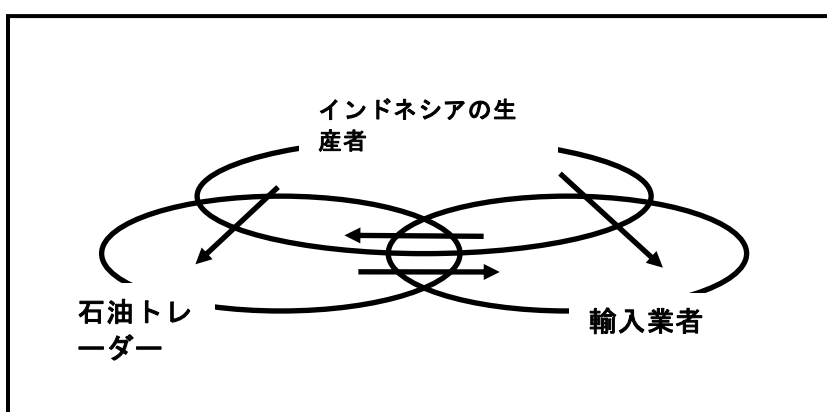 インドネシアの生
産者
石油トレ
ーダー
輸入業者